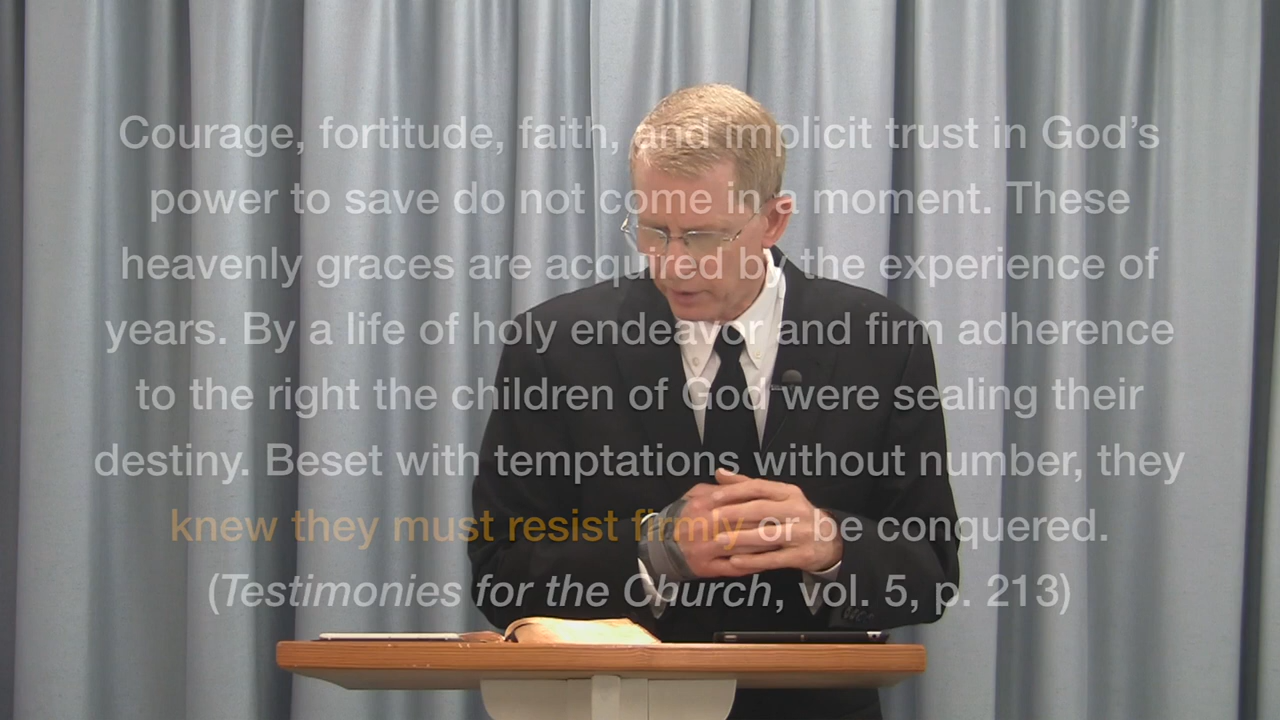 Courage, fortitude, faith, and implicit trust in God's
power to save do not come in a moment. These
heavenly graces are acquired by the experience of
years. By a life of holy endeavor and firm adherence
to the right the children of God were sealing their
destiny. Beset with temptations without number, they
knew they must resist firmly or be conquered.
(Testimonies for the Church, vol. 5, p. 213)